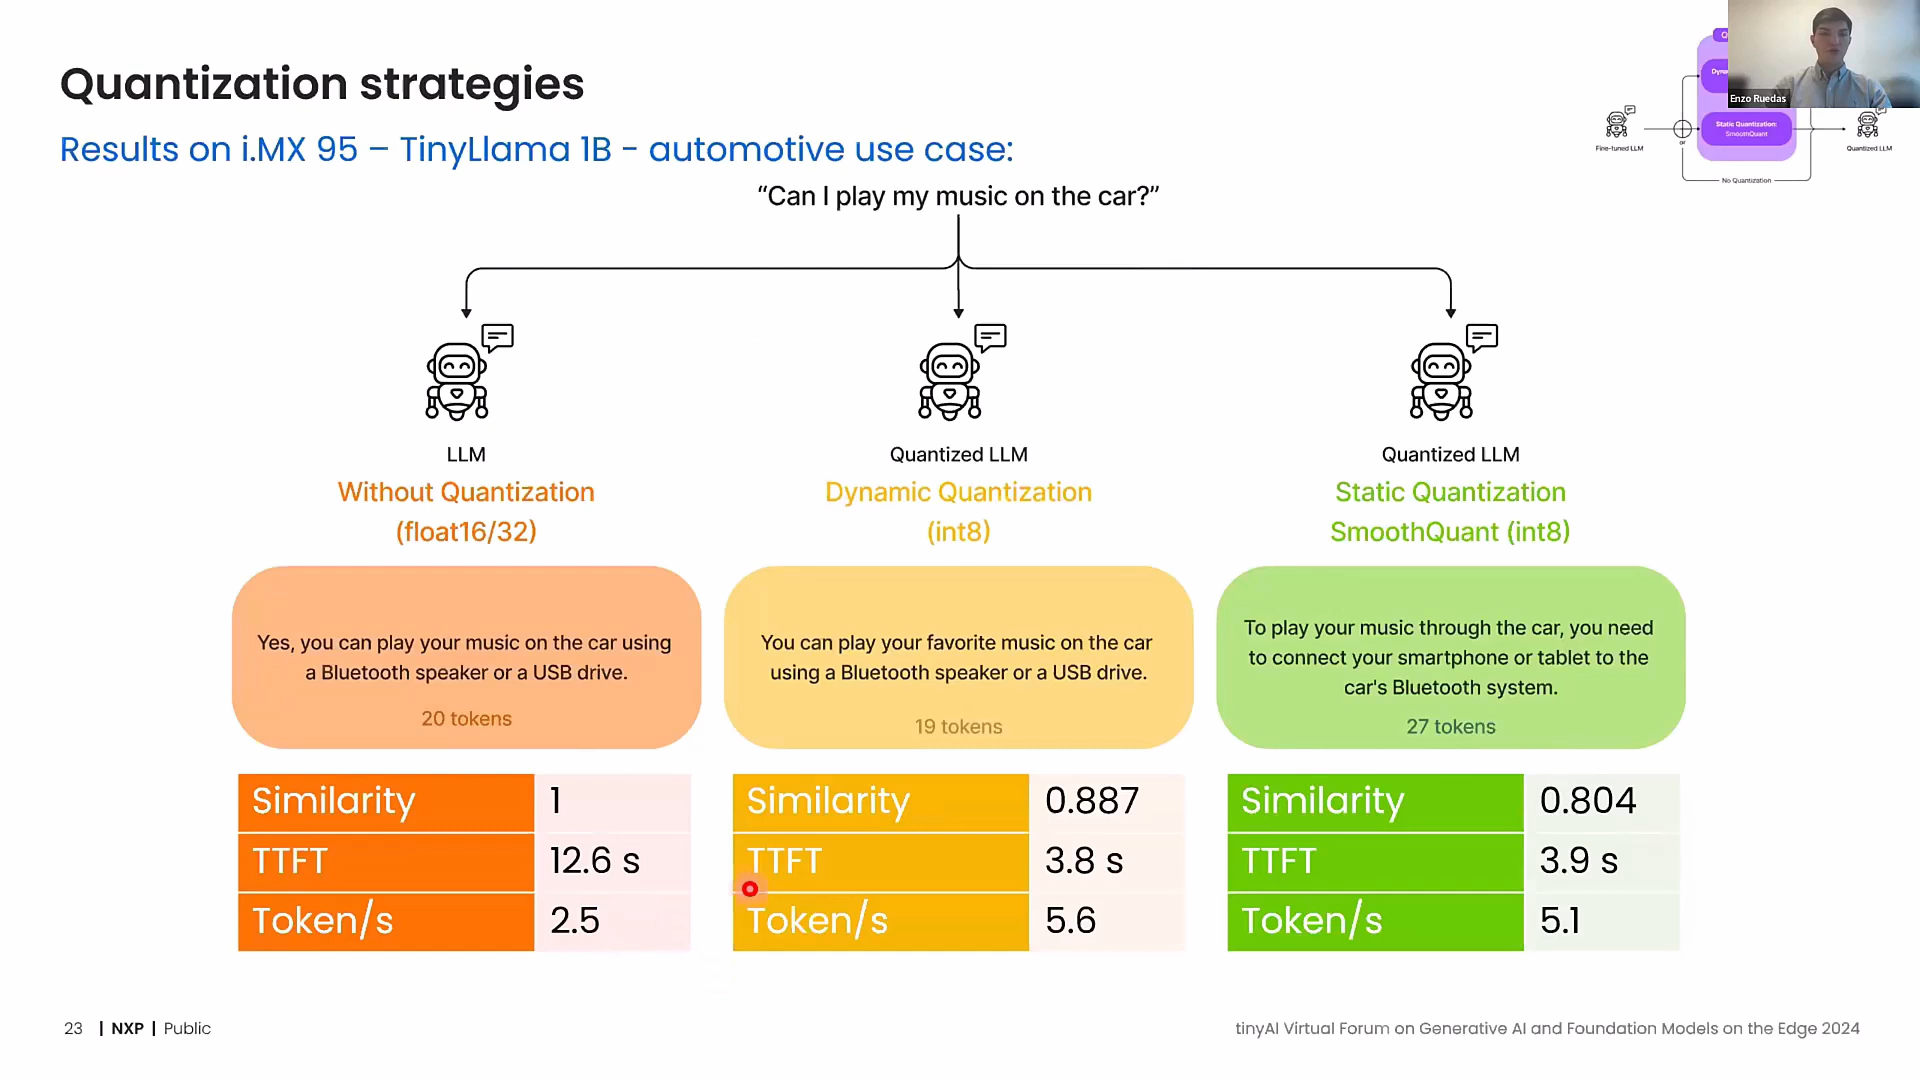 Quantization strategies
Results on i.MX 95 – TinyLlama 1B - automotive use case:
Enzo Ruedas
Static Quantization:
SmoothQuant
Fine-tuned LLM
or
Quantized LLM
No Quantization
“Can I play my music on the car?”
LLM
Without Quantization
(float16/32)
Yes, you can play your music on the car using
a Bluetooth speaker or a USB drive.
20 tokens
Similarity 1
TTFT 12.6 s
Token/s 2.5
Quantized LLM
Dynamic Quantization
(int8)
You can play your favorite music on the car
using a Bluetooth speaker or a USB drive.
19 tokens
Similarity 0.887
TTFT 3.8 s
Token/s 5.6
Quantized LLM
Static Quantization
SmoothQuant (int8)
To play your music through the car, you need
to connect your smartphone or tablet to the
car's Bluetooth system.
27 tokens
Similarity 0.804
TTFT 3.9 s
Token/s 5.1
23 | NXP | Public
tinyAI Virtual Forum on Generative AI and Foundation Models on the Edge 2024